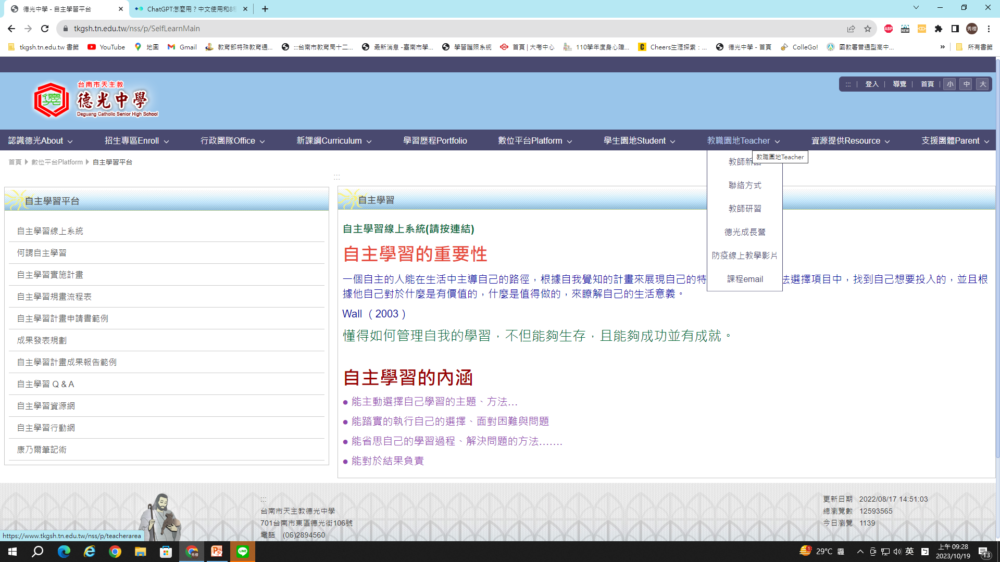 德光中學 - 自主學習平台
ChatGPT怎麼用？中文使用和8種
tkgsh.tn.edu.tw/nss/p/SelfLearnMain
ABP
NEW
秀櫻
tkgsh.tn.edu.tw 書籤
YouTube
地圖
Gmail
教育部特殊教育通...
:::台南市教育局十二...
最新消息 -臺南市學...
學習護照系統
首頁 | 大考中心
110學年度身心障...
Cheers生涯探索：...
德光中學 - 首頁
ColleGo!
國教署普通型高中...
»
所有書籤
台南市天主教
德光中學
Deguang Catholic Senior High School
::: | 登入 | 導覽 | 首頁 | 小 中 大
認識德光About
招生專區Enroll
行政團隊Office
新課綱Curriculum
學習歷程Portfolio
數位平台Platform
學生園地Student
教職園地Teacher
資源提供Resource
支援團體Parent
首頁 數位平台Platform 自主學習平台
教職園地Teacher
聯絡方式
教師研習
德光成長營
防疫線上教學影片
課程email
:::
自主學習平台
自主學習線上系統
何謂自主學習
自主學習實施計畫
自主學習規畫流程表
自主學習計畫申請書範例
成果發表規劃
自主學習計畫成果報告範例
自主學習 Q & A
自主學習資源網
自主學習行動網
康乃爾筆記術
自主學習
自主學習線上系統(請按連結)
自主學習的重要性
一個自主的人能在生活中主導自己的路徑，根據自我覺知的計畫來展現自己的特 法選擇項目中，找到自己想要投入的，並且根
據他自己對於什麼是有價值的，什麼是值得做的，來瞭解自己的生活意義。
Wall （2003）
懂得如何管理自我的學習，不但能夠生存，且能夠成功並有成就。
自主學習的內涵
● 能主動選擇自己學習的主題、方法…
● 能踏實的執行自己的選擇、面對困難與問題
● 能省思自己的學習過程、解決問題的方法.......
● 能對於結果負責
:::
台南市天主教德光中學
701台南市東區德光街106號
電話 (06)2894560
更新日期 2022/08/17 14:51:03
總瀏覽數 12593565
今日瀏覽 1139
https://www.tkgsh.tn.edu.tw/nss/p/teacherarea
29°C 霾
英
上午 09:28
2023/10/19
13